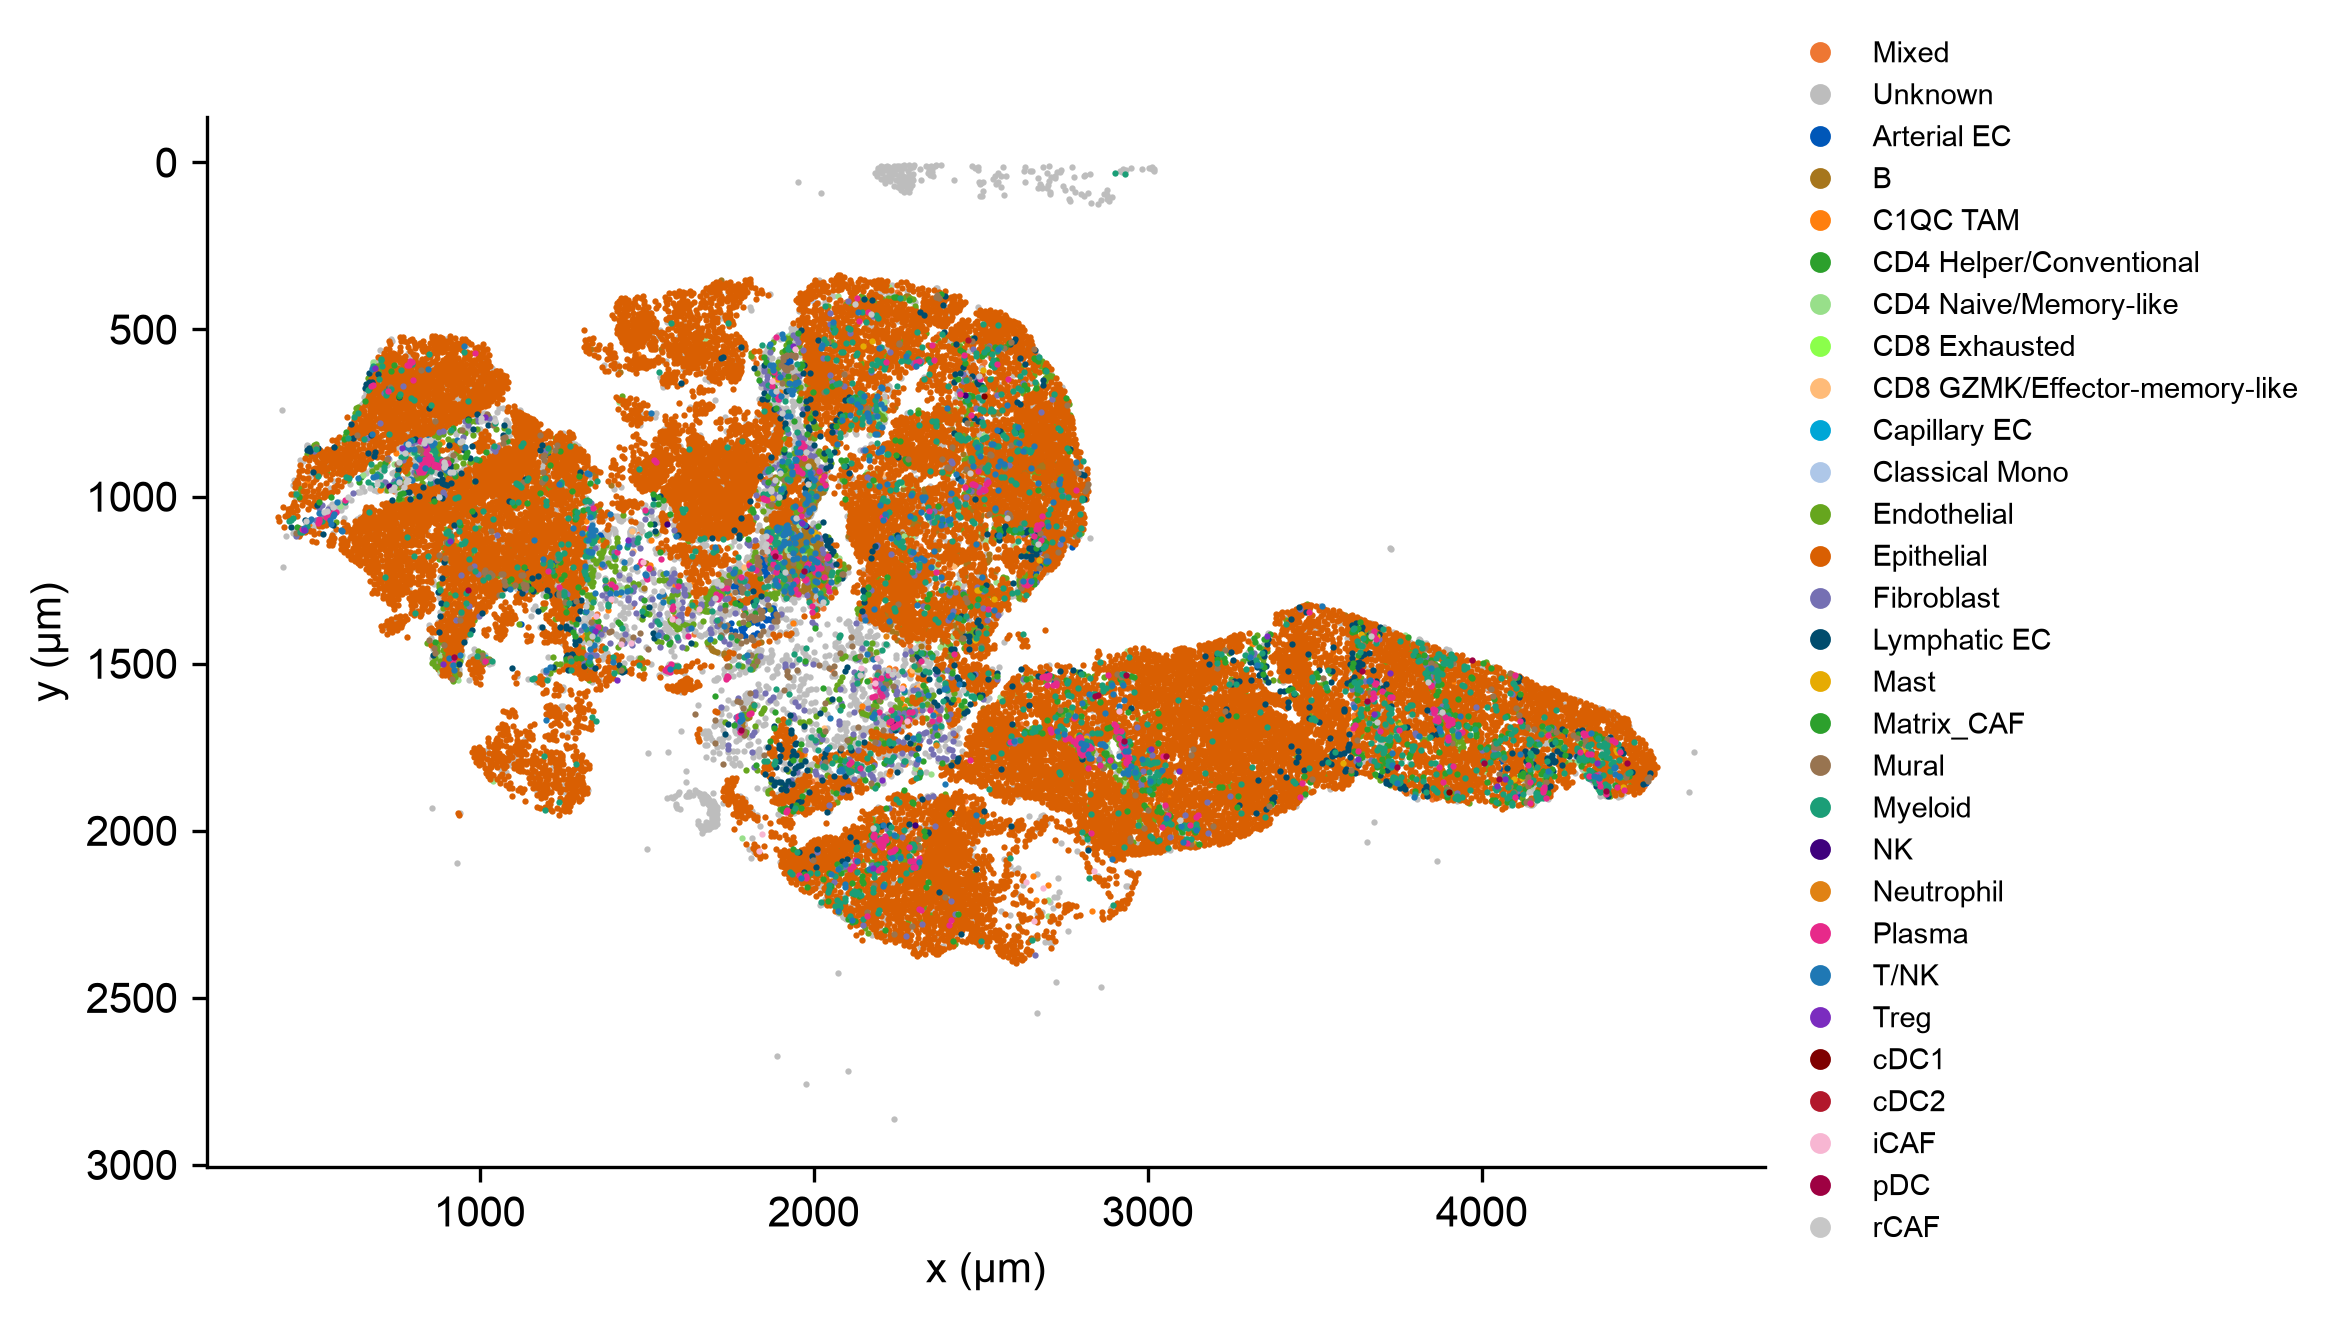 0
500
1000
1500
2000
2500
3000
y (µm)
1000
2000
3000
4000
x (µm)
Mixed
Unknown
Arterial EC
B
C1QC TAM
CD4 Helper/Conventional
CD4 Naive/Memory-like
CD8 Exhausted
CD8 GZMK/Effector-memory-like
Capillary EC
Classical Mono
Endothelial
Epithelial
Fibroblast
Lymphatic EC
Mast
Matrix_CAF
Mural
Myeloid
NK
Neutrophil
Plasma
T/NK
Treg
cDC1
cDC2
iCAF
pDC
rCAF